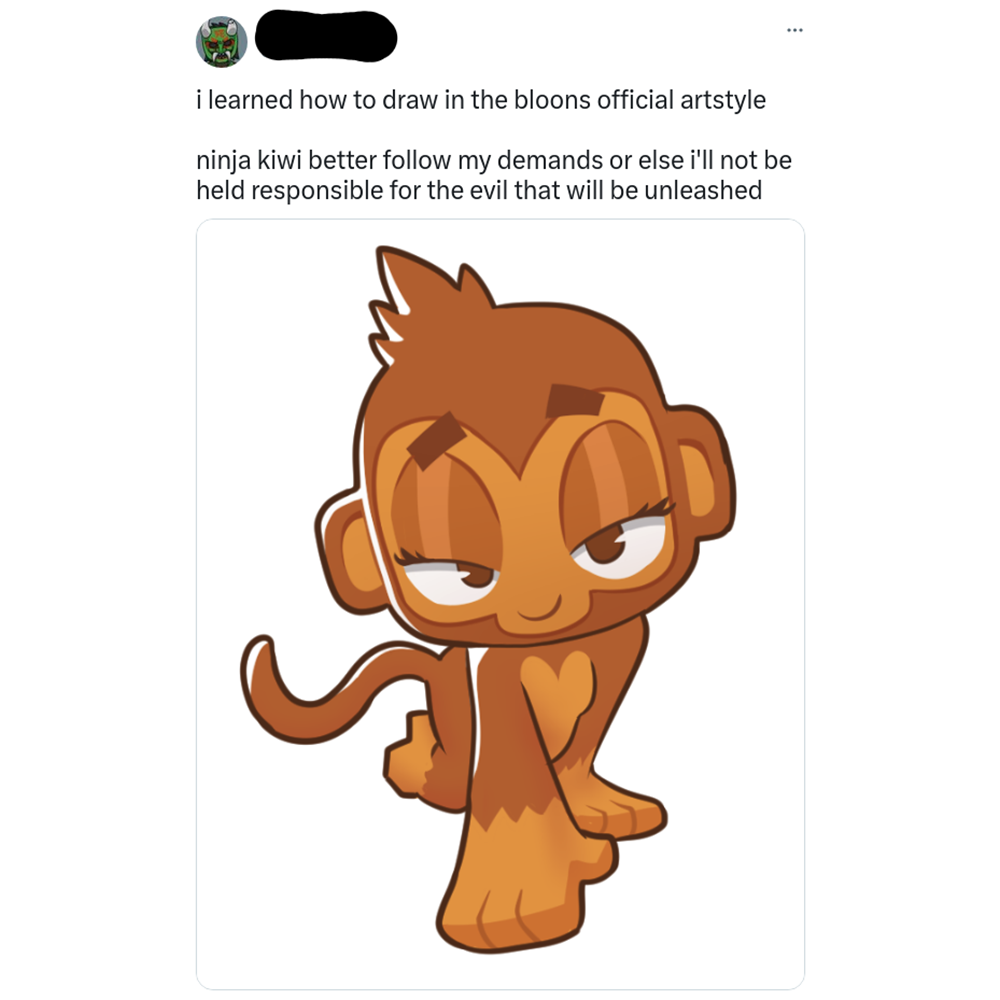 i learned how to draw in the bloons official artstyle
ninja kiwi better follow my demands or else i'll not be
held responsible for the evil that will be unleashed